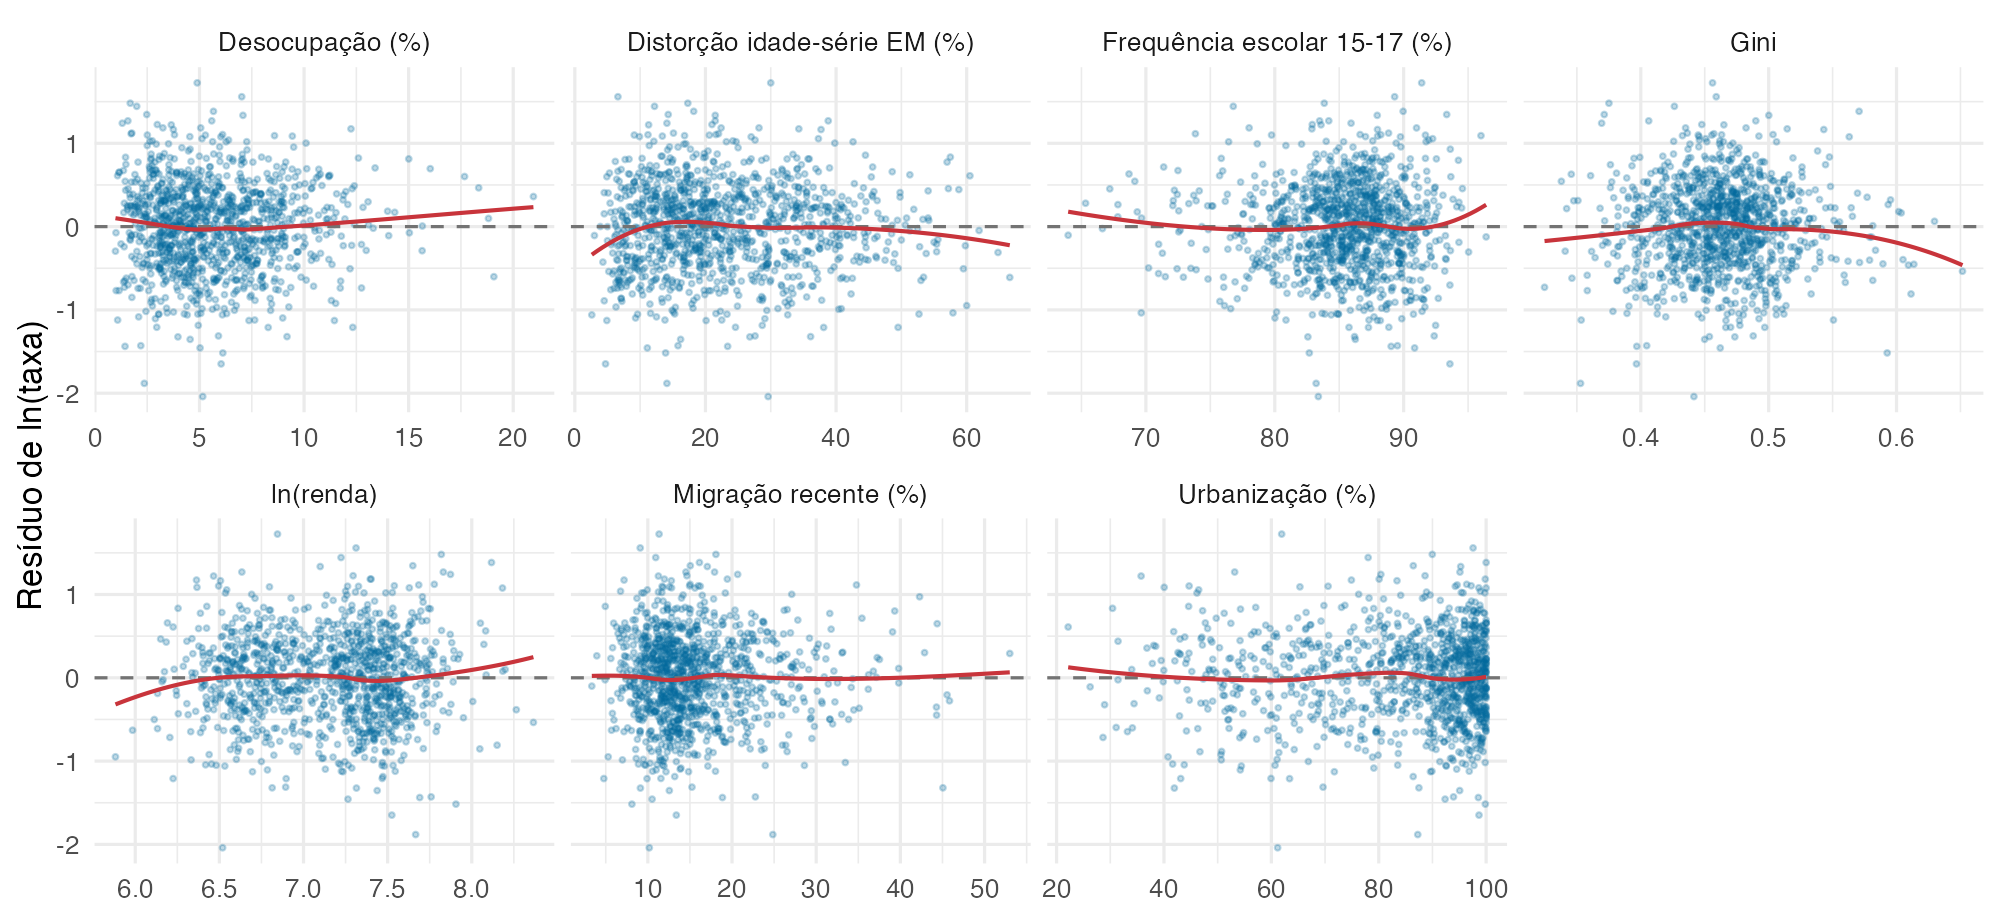 Desocupação (%) Distorção idade-série EM (%) Frequência escolar 15-17 (%) Gini
1
0
-1
-2
0 5 10 15 20 0 20 40 60 70 80 90 0.4 0.5 0.6
Resíduo de ln(taxa)
ln(renda) Migração recente (%) Urbanização (%)
1
0
-1
-2
6.0 6.5 7.0 7.5 8.0 10 20 30 40 50 20 40 60 80 100